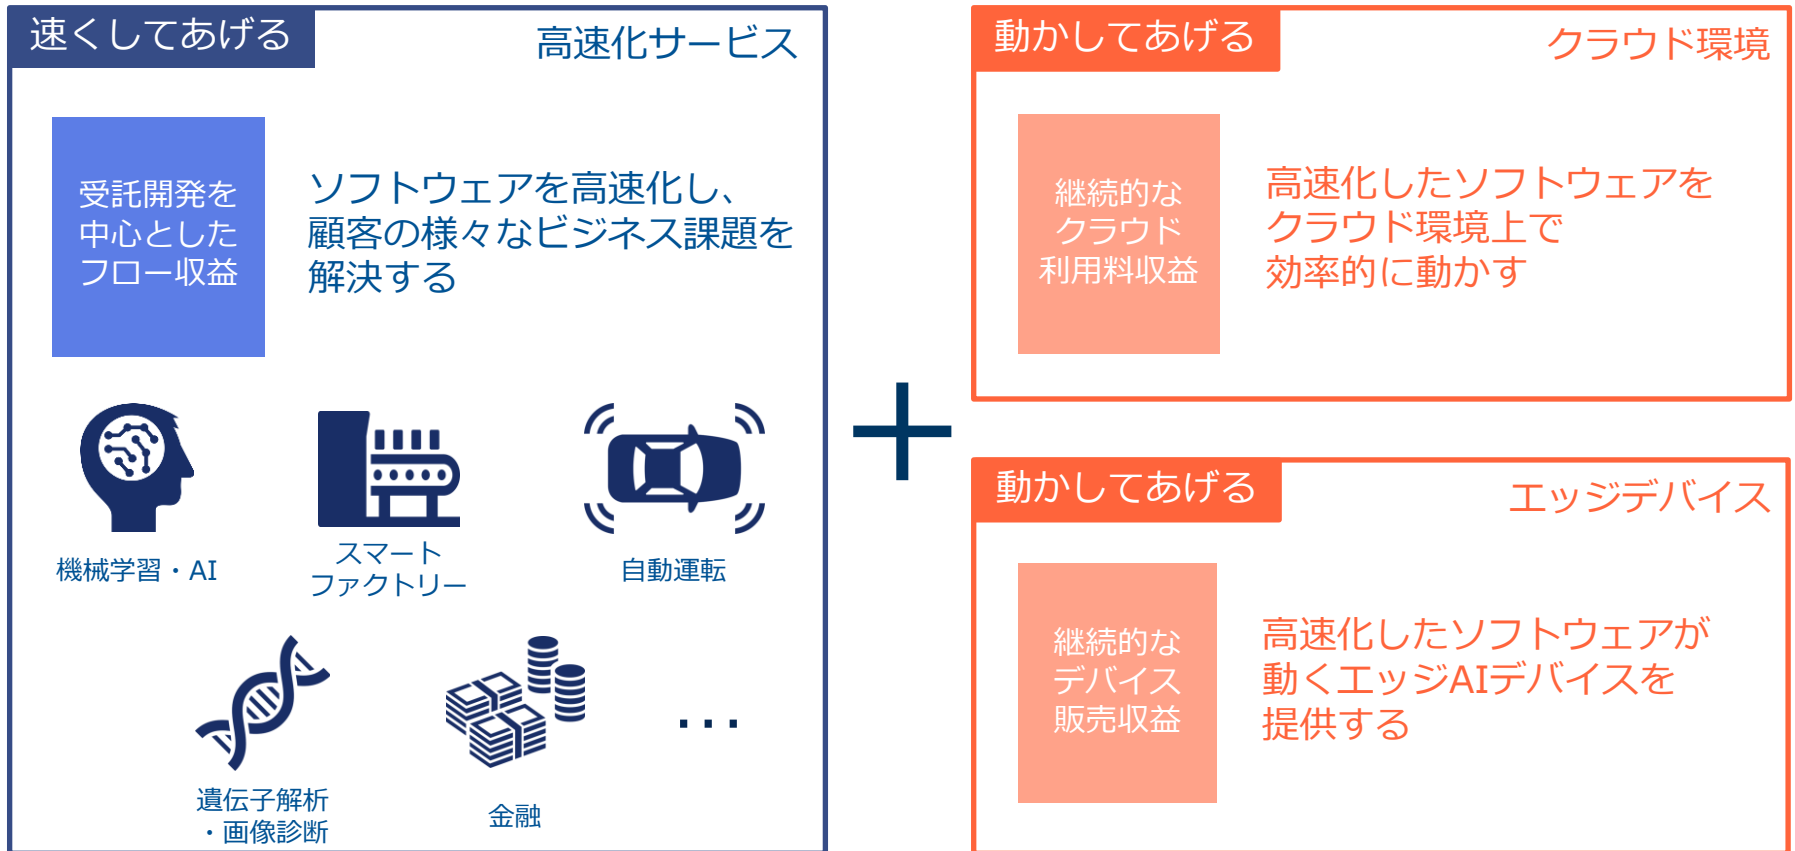 速くしてあげる
高速化サービス
受託開発を
中心とした
フロー収益
ソフトウェアを高速化し、
顧客の様々なビジネス課題を
解決する
機械学習・AI
スマート
ファクトリー
自動運転
遺伝子解析
・画像診断
金融
...
動かしてあげる
クラウド環境
継続的な
クラウド
利用料収益
高速化したソフトウェアを
クラウド環境上で
効率的に動かす
動かしてあげる
エッジデバイス
継続的な
デバイス
販売収益
高速化したソフトウェアが
動くエッジAIデバイスを
提供する